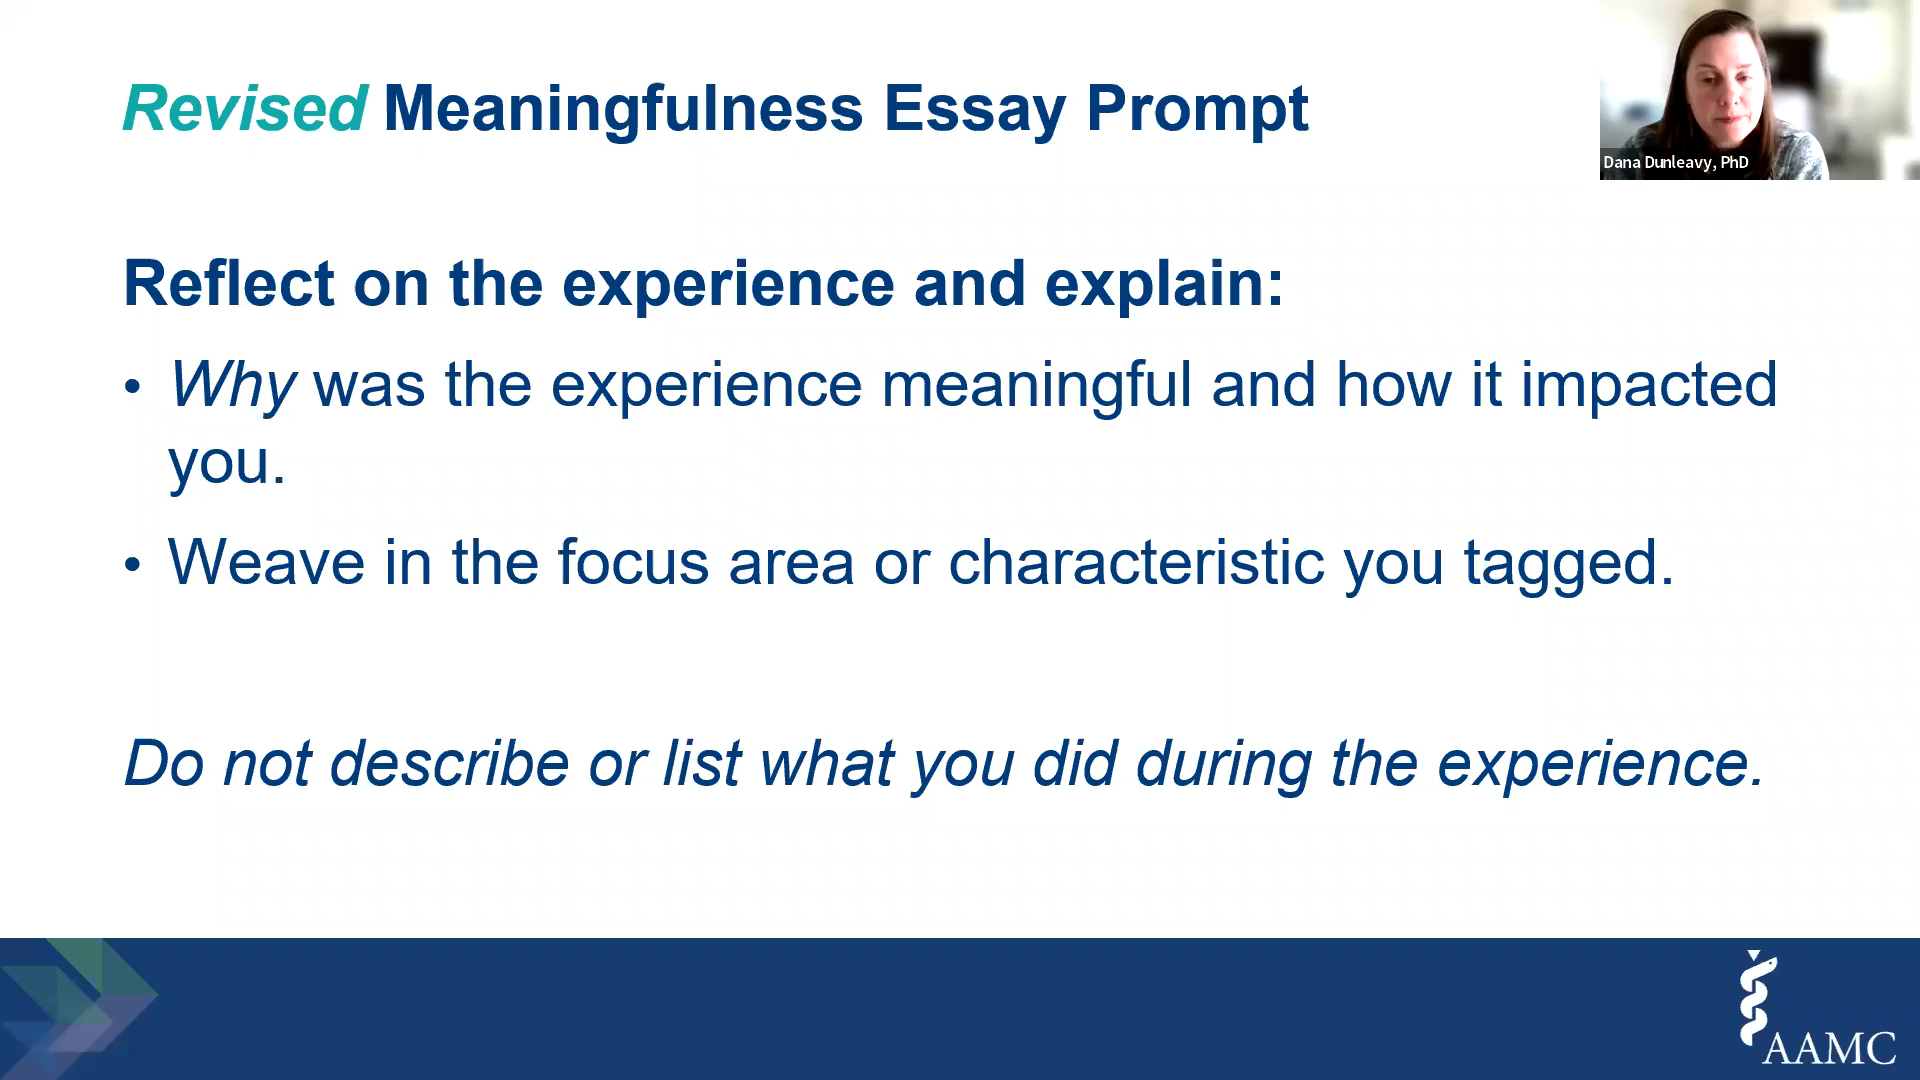 Revised Meaningfulness Essay Prompt
Dana Dunleavy, PhD
Reflect on the experience and explain:
• Why was the experience meaningful and how it impacted
you.
• Weave in the focus area or characteristic you tagged.
Do not describe or list what you did during the experience.
AAMC